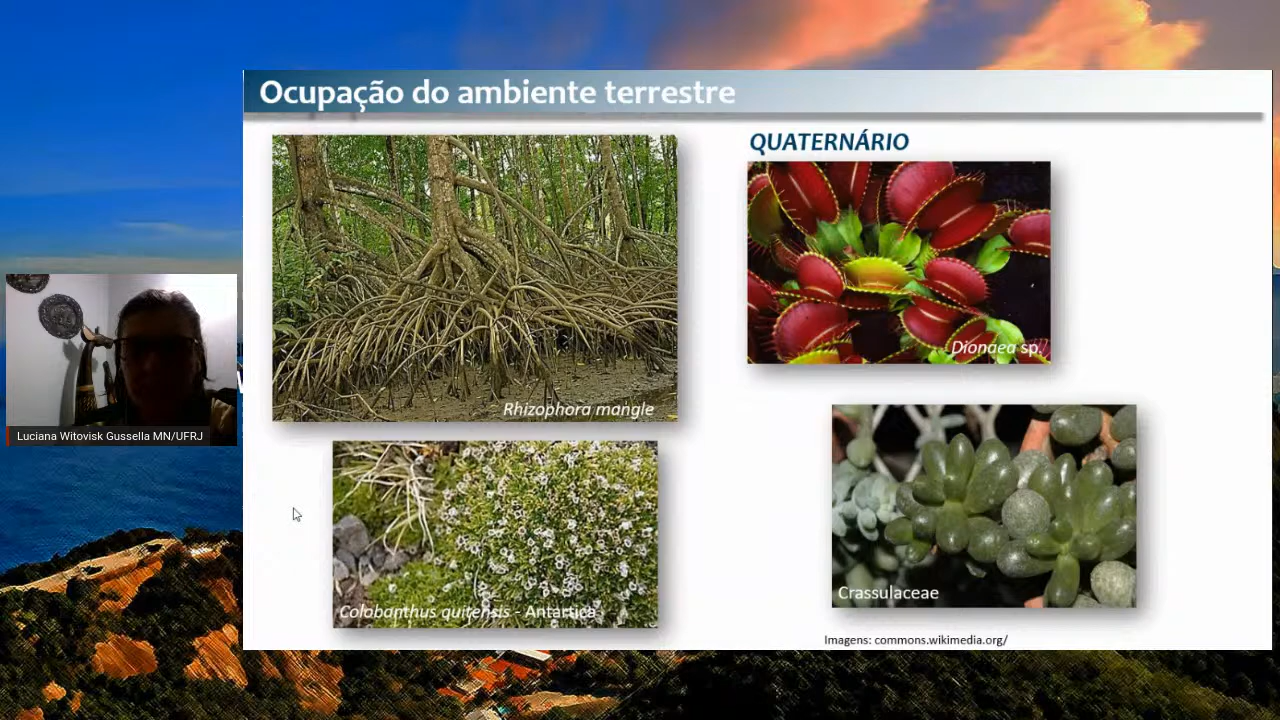 Ocupação do ambiente terrestre
QUATERNÁRIO
Rhizophora mangle
Dionaea sp.
Colobanthus quitensis - Antártica
Crassulaceae
Imagens: commons.wikimedia.org/
Luciana Witovisk Gussella MN/UFRJ